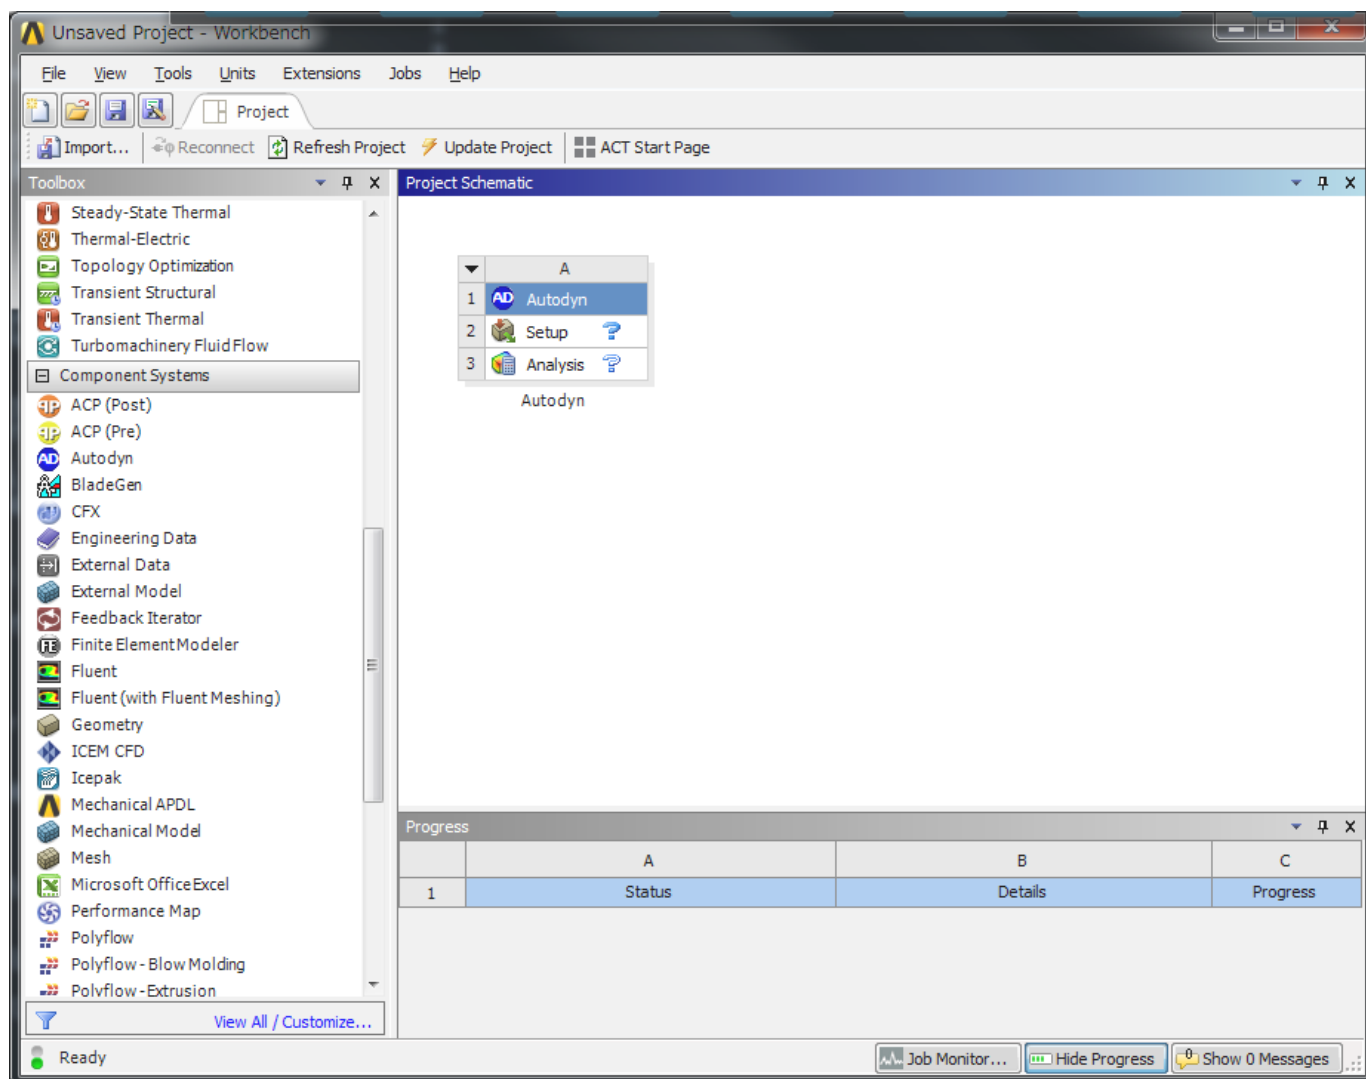 Unsaved Project - Workbench
File View Tools Units Extensions Jobs Help
Project
Import... Reconnect Refresh Project Update Project ACT Start Page
Toolbox
Steady-State Thermal
Thermal-Electric
Topology Optimization
Transient Structural
Transient Thermal
Turbomachinery Fluid Flow
Component Systems
ACP (Post)
ACP (Pre)
Autodyn
BladeGen
CFX
Engineering Data
External Data
External Model
Feedback Iterator
Finite Element Modeler
Fluent
Fluent (with Fluent Meshing)
Geometry
ICEM CFD
Icepak
Mechanical APDL
Mechanical Model
Mesh
Microsoft Office Excel
Performance Map
Polyflow
Polyflow - Blow Molding
Polyflow - Extrusion
View All / Customize...
Project Schematic
A
1 AD Autodyn
2 Setup ?
3 Analysis ?
Autodyn
Progress
A B C
1 Status Details Progress
Ready
Job Monitor... Hide Progress 0 Show 0 Messages